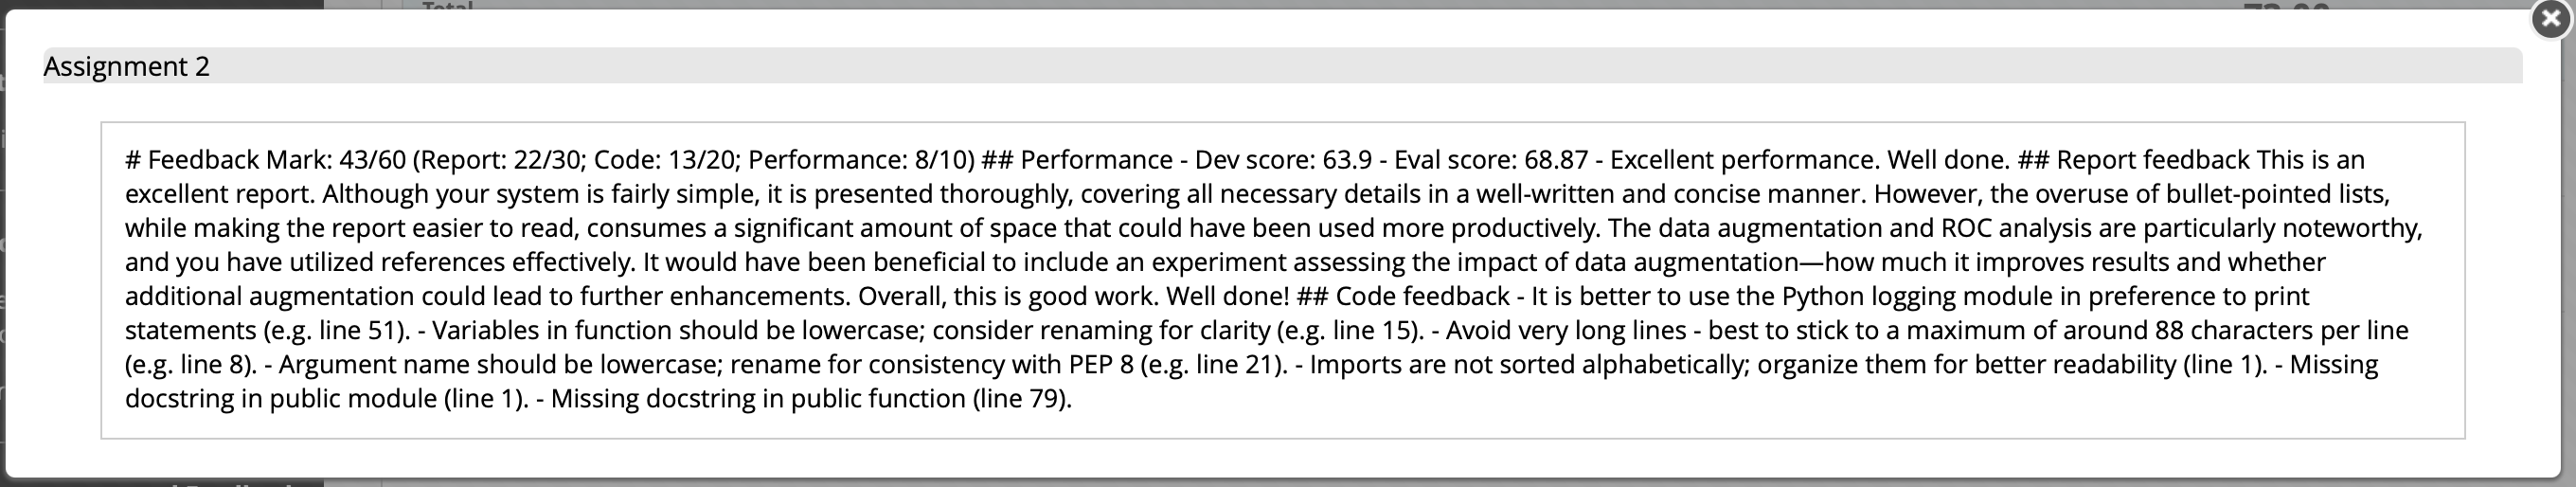 Total
Assignment 2
# Feedback Mark: 43/60 (Report: 22/30; Code: 13/20; Performance: 8/10) ## Performance - Dev score: 63.9 - Eval score: 68.87 - Excellent performance. Well done. ## Report feedback This is an
excellent report. Although your system is fairly simple, it is presented thoroughly, covering all necessary details in a well-written and concise manner. However, the overuse of bullet-pointed lists,
while making the report easier to read, consumes a significant amount of space that could have been used more productively. The data augmentation and ROC analysis are particularly noteworthy,
and you have utilized references effectively. It would have been beneficial to include an experiment assessing the impact of data augmentation—how much it improves results and whether
additional augmentation could lead to further enhancements. Overall, this is good work. Well done! ## Code feedback - It is better to use the Python logging module in preference to print
statements (e.g. line 51). - Variables in function should be lowercase; consider renaming for clarity (e.g. line 15). - Avoid very long lines - best to stick to a maximum of around 88 characters per line
(e.g. line 8). - Argument name should be lowercase; rename for consistency with PEP 8 (e.g. line 21). - Imports are not sorted alphabetically; organize them for better readability (line 1). - Missing
docstring in public module (line 1). - Missing docstring in public function (line 79).